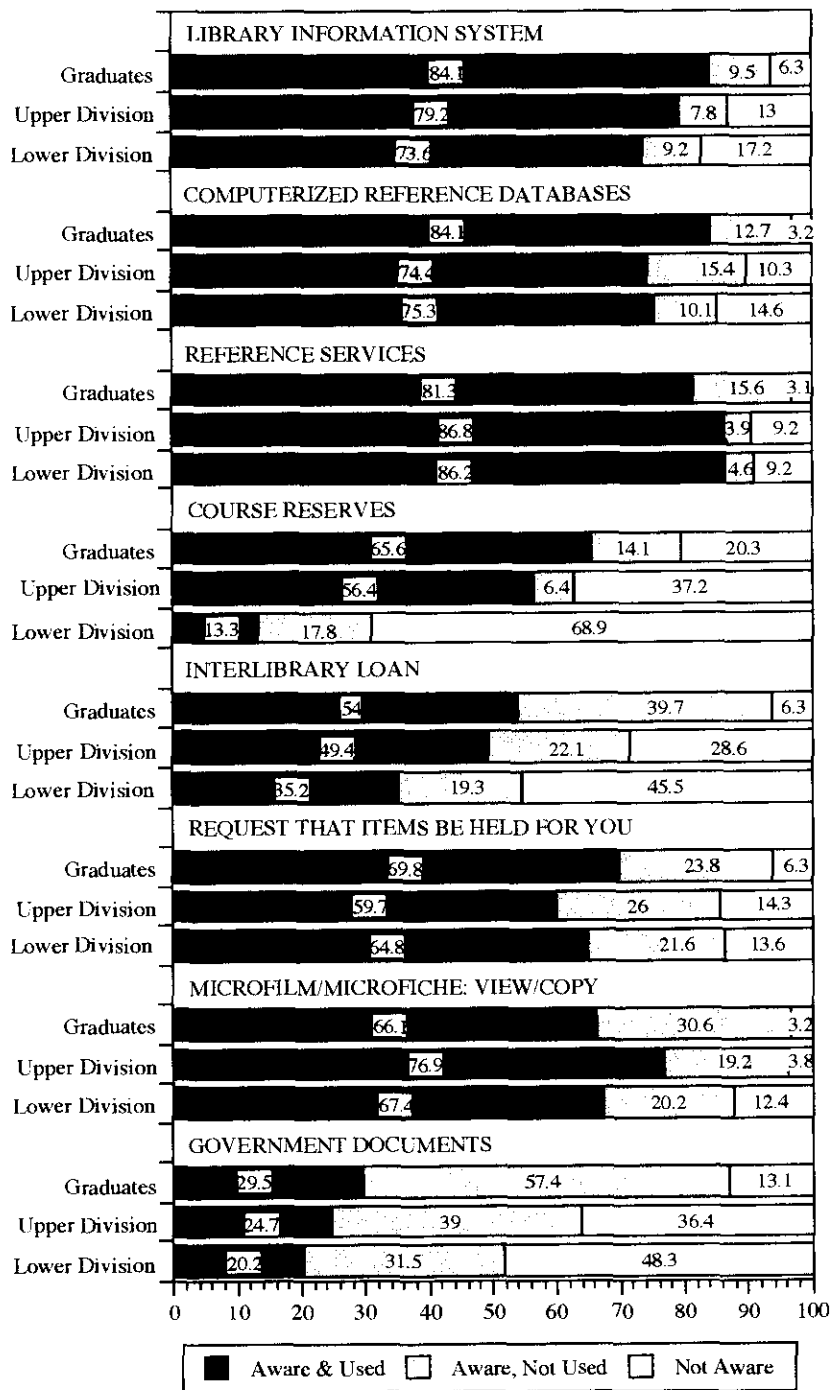 LIBRARY INFORMATION SYSTEM
Graduates 84.1 9.5 6.3
Upper Division 79.2 7.8 13
Lower Division 73.6 9.2 17.2
COMPUTERIZED REFERENCE DATABASES
Graduates 84.1 12.7 3.2
Upper Division 74.4 15.4 10.3
Lower Division 75.3 10.1 14.6
REFERENCE SERVICES
Graduates 81.3 15.6 3.1
Upper Division 86.8 3.9 9.2
Lower Division 86.2 4.6 9.2
COURSE RESERVES
Graduates 65.6 14.1 20.3
Upper Division 56.4 6.4 37.2
Lower Division 13.3 17.8 68.9
INTERLIBRARY LOAN
Graduates 54 39.7 6.3
Upper Division 49.4 22.1 28.6
Lower Division 35.2 19.3 45.5
REQUEST THAT ITEMS BE HELD FOR YOU
Graduates 69.8 23.8 6.3
Upper Division 59.7 26 14.3
Lower Division 64.8 21.6 13.6
MICROFILM/MICROFICHE: VIEW/COPY
Graduates 66.1 30.6 3.2
Upper Division 76.9 19.2 3.8
Lower Division 67.4 20.2 12.4
GOVERNMENT DOCUMENTS
Graduates 29.5 57.4 13.1
Upper Division 24.7 39 36.4
Lower Division 20.2 31.5 48.3
0 10 20 30 40 50 60 70 80 90 100
Aware & Used Aware, Not Used Not Aware